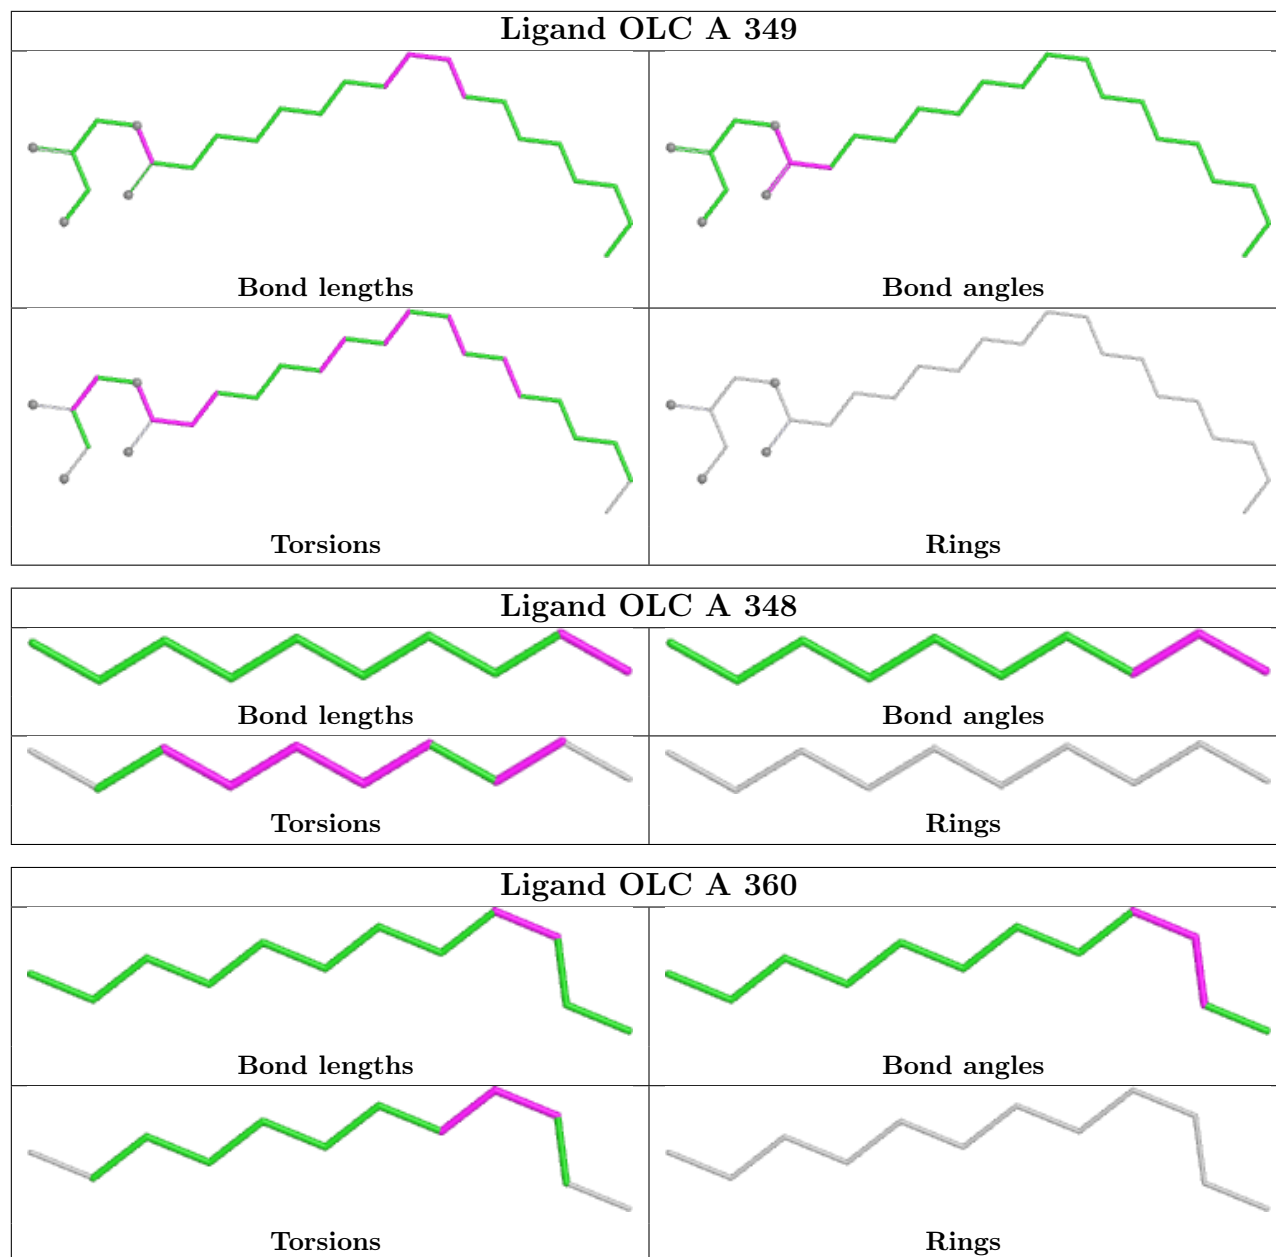 Ligand OLC A 349
Bond lengths
Bond angles
Torsions
Rings
Ligand OLC A 348
Bond lengths
Bond angles
Torsions
Rings
Ligand OLC A 360
Bond lengths
Bond angles
Torsions
Rings